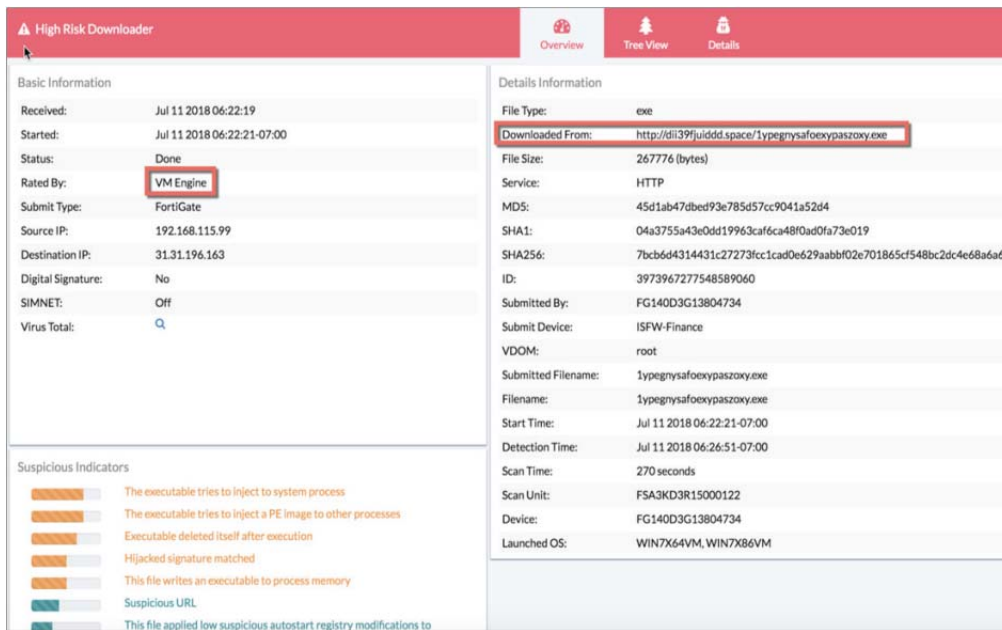 High Risk Downloader
Overview
Tree View
Details
Basic Information
Received: Jul 11 2018 06:22:19
Started: Jul 11 2018 06:22:21-07:00
Status: Done
Rated By: VM Engine
Submit Type: FortiGate
Source IP: 192.168.115.99
Destination IP: 31.31.196.163
Digital Signature: No
SIMNET: Off
Virus Total:
Suspicious Indicators
The executable tries to inject to system process
The executable tries to inject a PE image to other processes
Executable deleted itself after execution
Hijacked signature matched
This file writes an executable to process memory
Suspicious URL
This file applied low suspicious autostart registry modifications to
Details Information
File Type: exe
Downloaded From: http://dii39fjuiddd.space/1ypegnysafoexypaszoxy.exe
File Size: 267776 (bytes)
Service: HTTP
MD5: 45d1ab47dbed93e785d57cc9041a52d4
SHA1: 04a3755a43e0dd19963caf6ca48f0ad0fa73e019
SHA256: 7bcb6d4314431c27273fcc1cad0e629aabbf02e701865cf548bc2dc4e68a6a6
ID: 3973967277548589060
Submitted By: FG140D3G13804734
Submit Device: ISFW-Finance
VDOM: root
Submitted Filename: 1ypegnysafoexypaszoxy.exe
Filename: 1ypegnysafoexypaszoxy.exe
Start Time: Jul 11 2018 06:22:21-07:00
Detection Time: Jul 11 2018 06:26:51-07:00
Scan Time: 270 seconds
Scan Unit: FSA3KD3R15000122
Device: FG140D3G13804734
Launched OS: WIN7X64VM, WIN7X86VM